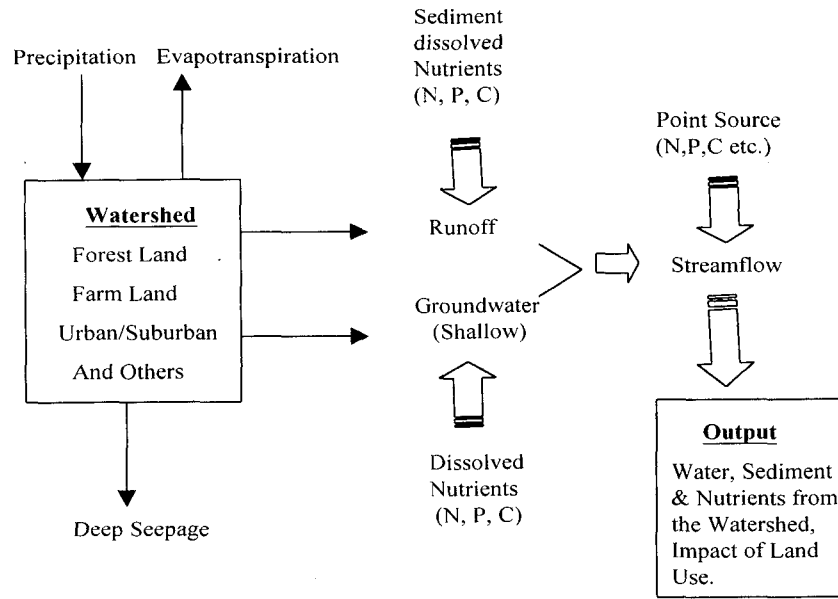 Precipitation
Evapotranspiration
Watershed
Forest Land
Farm Land
Urban/Suburban
And Others
Deep Seepage
Sediment
dissolved
Nutrients
(N, P, C)
Runoff
Groundwater
(Shallow)
Dissolved
Nutrients
(N, P, C)
Point Source
(N,P,C etc.)
Streamflow
Output
Water, Sediment
& Nutrients from
the Watershed,
Impact of Land
Use.